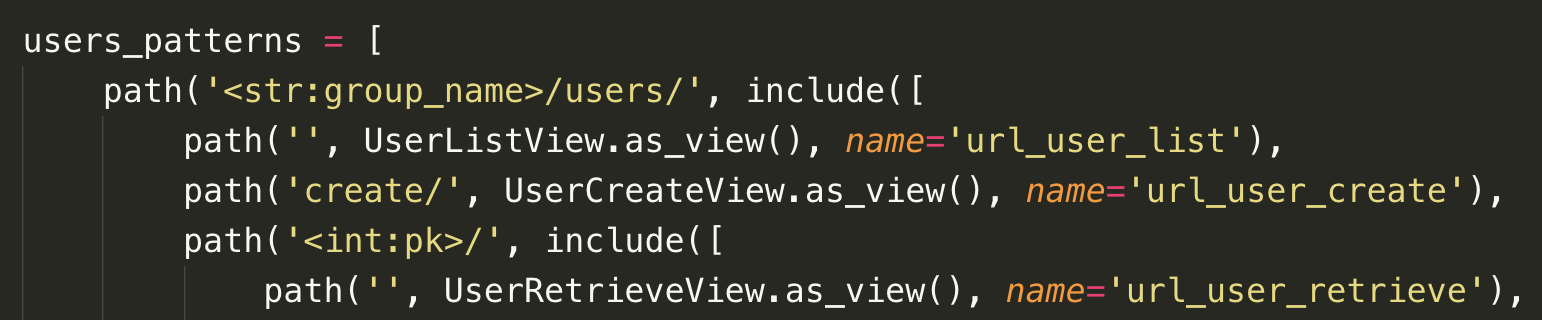 users_patterns = [
    path('<str:group_name>/users/', include([
        path('', UserListView.as_view(), name='url_user_list'),
        path('create/', UserCreateView.as_view(), name='url_user_create'),
        path('<int:pk>/', include([
            path('', UserRetrieveView.as_view(), name='url_user_retrieve'),